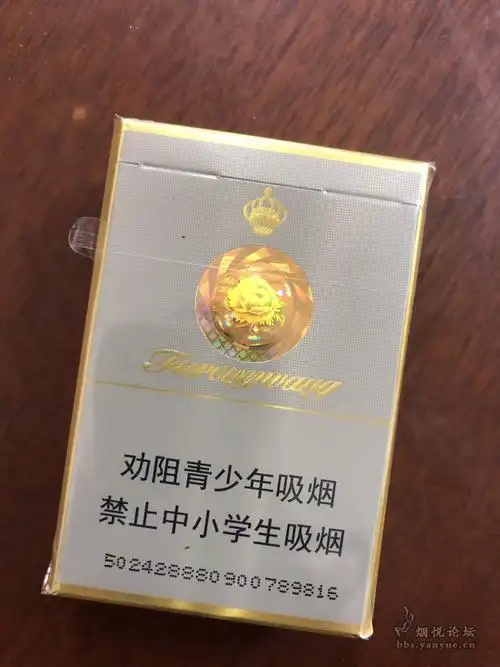 Furongwang
劝阻青少年吸烟
禁止中小学生吸烟
502428880900789816
烟悦论坛
bbs.yanyue.cn